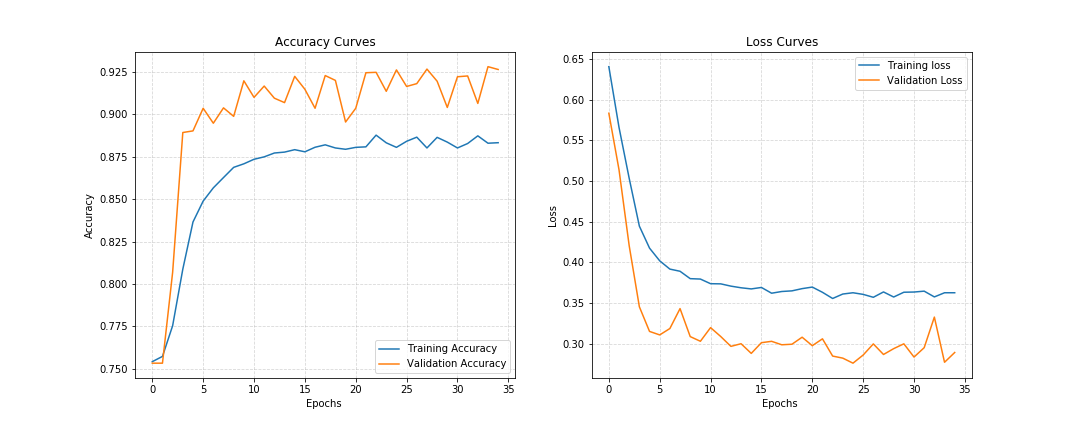 Accuracy Curves
Accuracy
0.925
0.900
0.875
0.850
0.825
0.800
0.775
0.750
Training Accuracy
Validation Accuracy
0 5 10 15 20 25 30 35
Epochs
Loss Curves
Loss
0.65
0.60
0.55
0.50
0.45
0.40
0.35
0.30
Training loss
Validation Loss
0 5 10 15 20 25 30 35
Epochs